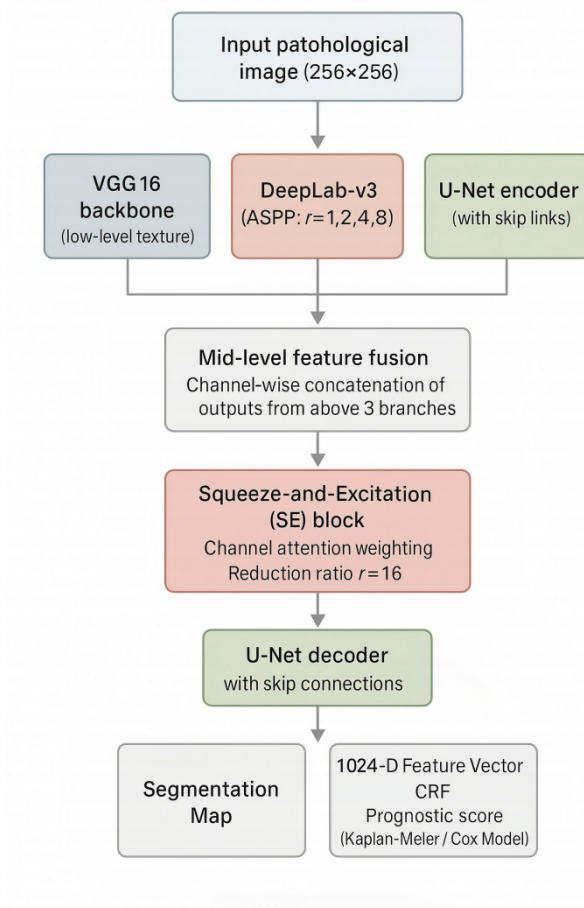 Input patohological
image (256×256)
VGG16
backbone
(low-level texture)
DeepLab-v3
(ASPP: r=1,2,4,8)
U-Net encoder
(with skip links)
Mid-level feature fusion
Channel-wise concatenation of
outputs from above 3 branches
Squeeze-and-Excitation
(SE) block
Channel attention weighting
Reduction ratio r=16
U-Net decoder
with skip connections
Segmentation
Map
1024-D Feature Vector
CRF
Prognostic score
(Kaplan-Meler / Cox Model)